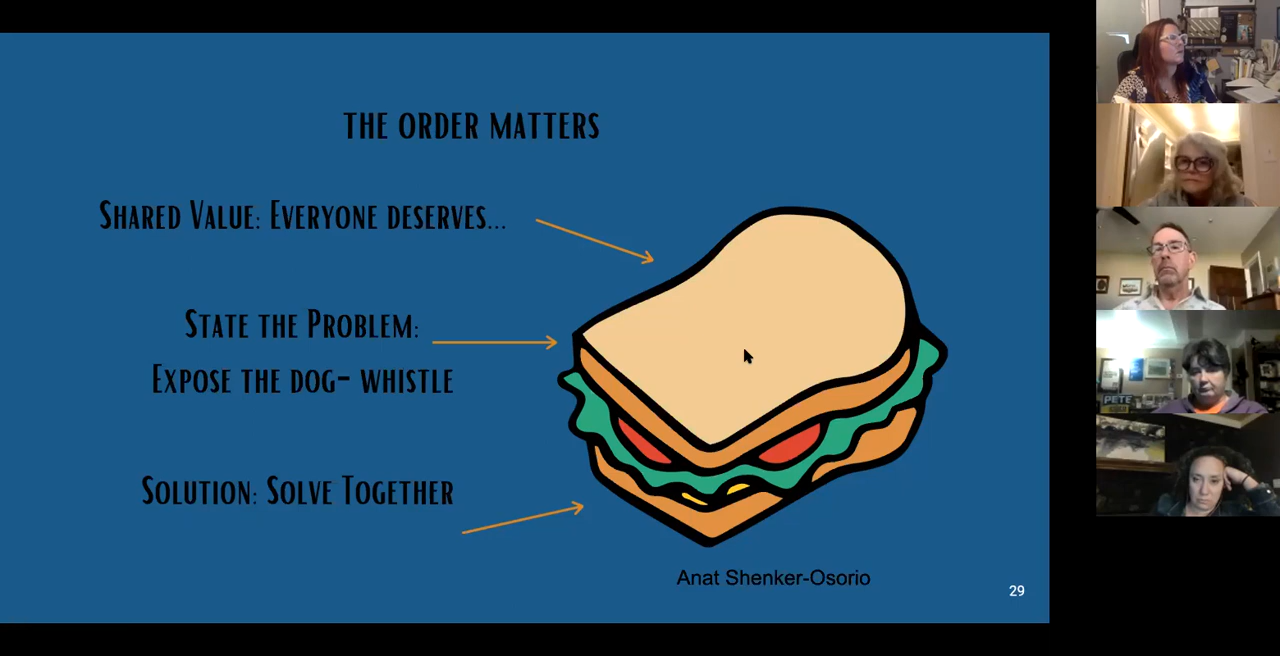 THE ORDER MATTERS
SHARED VALUE: EVERYONE DESERVES...
STATE THE PROBLEM:
EXPOSE THE DOG- WHISTLE
SOLUTION: SOLVE TOGETHER
Anat Shenker-Osorio
29
PETE